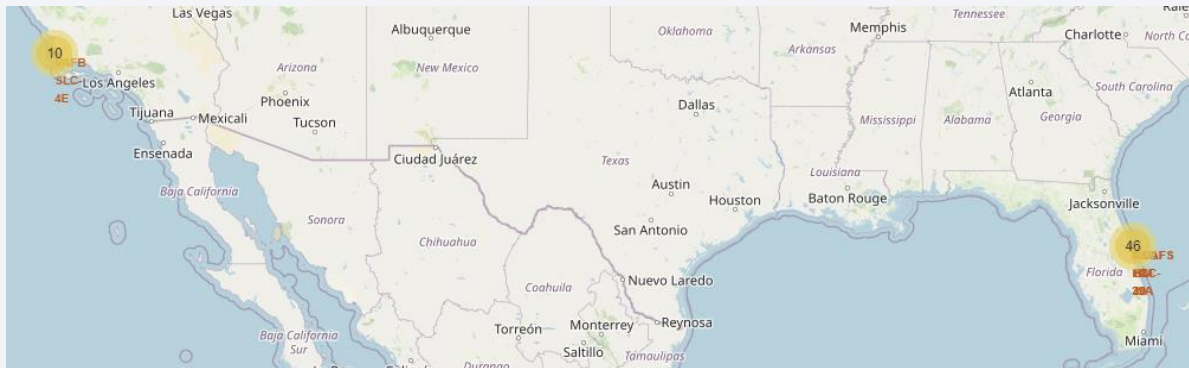 Las Vegas
Tennessee
Memphis
Charlotte
North C
Albuquerque
Oklahoma
Arkansas
10
AFB
SLC-
4E
Los Angeles
Arizona
New Mexico
Phoenix
Dallas
Atlanta
South Carolina
Tijuana
Mexicali
Tucson
Mississippi
Alabama
Georgia
Ensenada
Ciudad Juárez
Texas
Louisiana
Baja California
Austin
Houston
Baton Rouge
Jacksonville
Sonora
Chihuahua
San Antonio
46
AFS
Florida
Coahuila
Nuevo Laredo
Baja California
Sur
Torreón
Monterrey
Reynosa
Saltillo
Tamaulipas
Miami
Durango